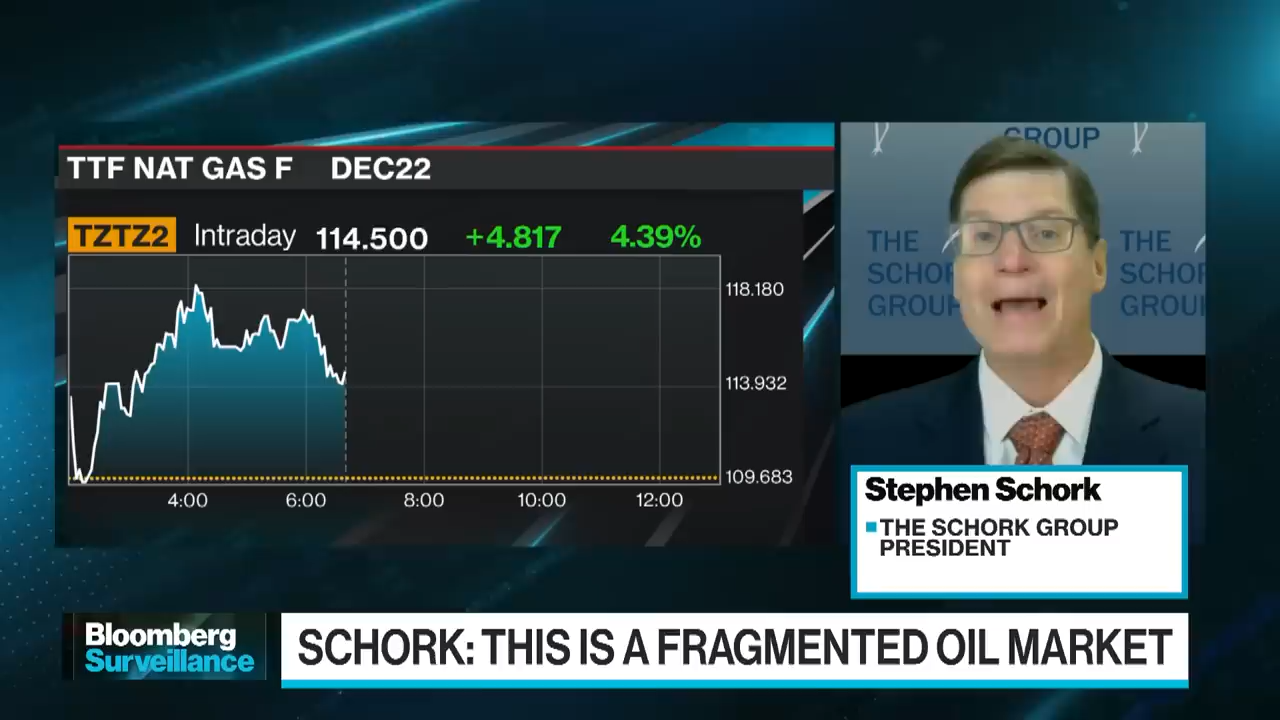 TTF NAT GAS F DEC22
TZTZ2 Intraday 114.500 +4.817 4.39%
118.180
113.932
109.683
4:00 6:00 8:00 10:00 12:00
GROUP
THE
SCHOR
GROUP
THE
SCHOR
GROU
Stephen Schork
THE SCHORK GROUP
PRESIDENT
Bloomberg
Surveillance
SCHORK: THIS IS A FRAGMENTED OIL MARKET